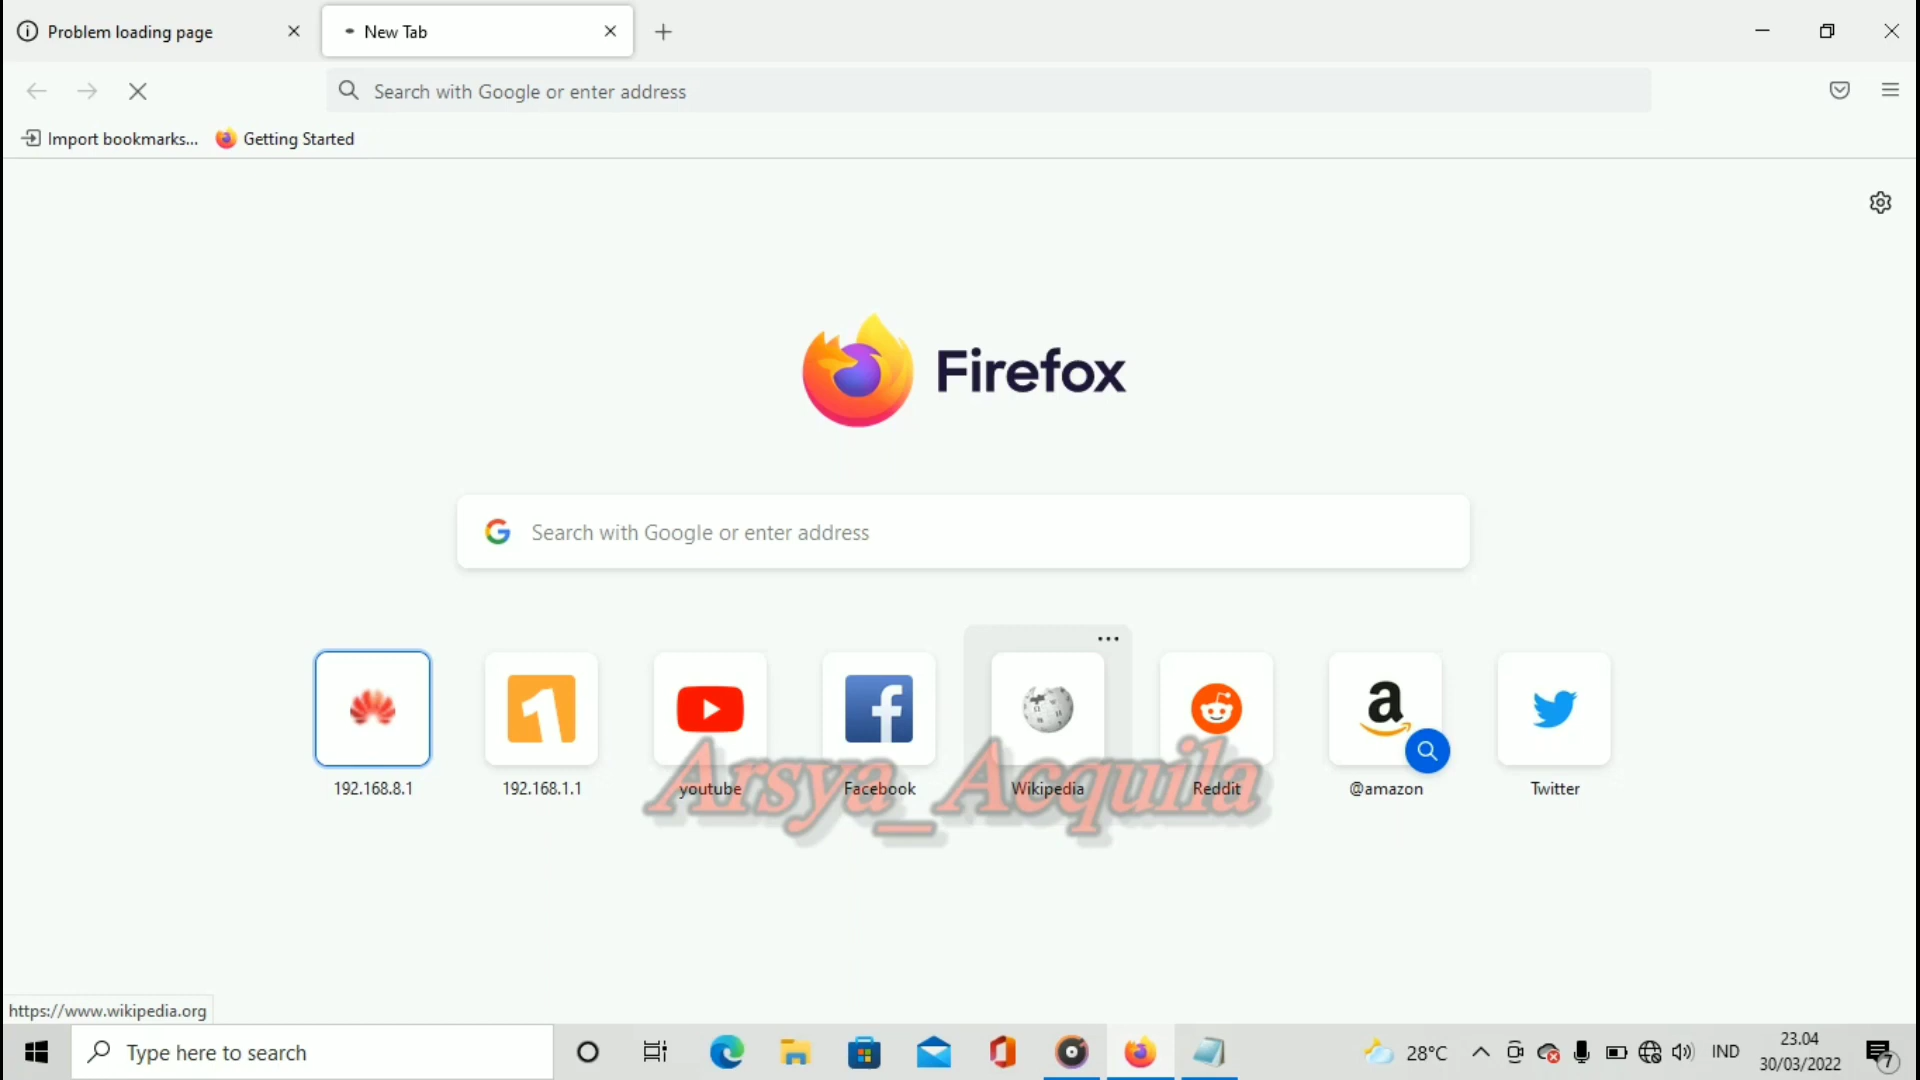 Problem loading page
New Tab
Search with Google or enter address
Import bookmarks...
Getting Started
Firefox
Search with Google or enter address
192.168.8.1
192.168.1.1
youtube
Facebook
Wikipedia
Reddit
@amazon
Twitter
Arsya_Acquila
https://www.wikipedia.org
Type here to search
28°C
IND
23.04
30/03/2022
7